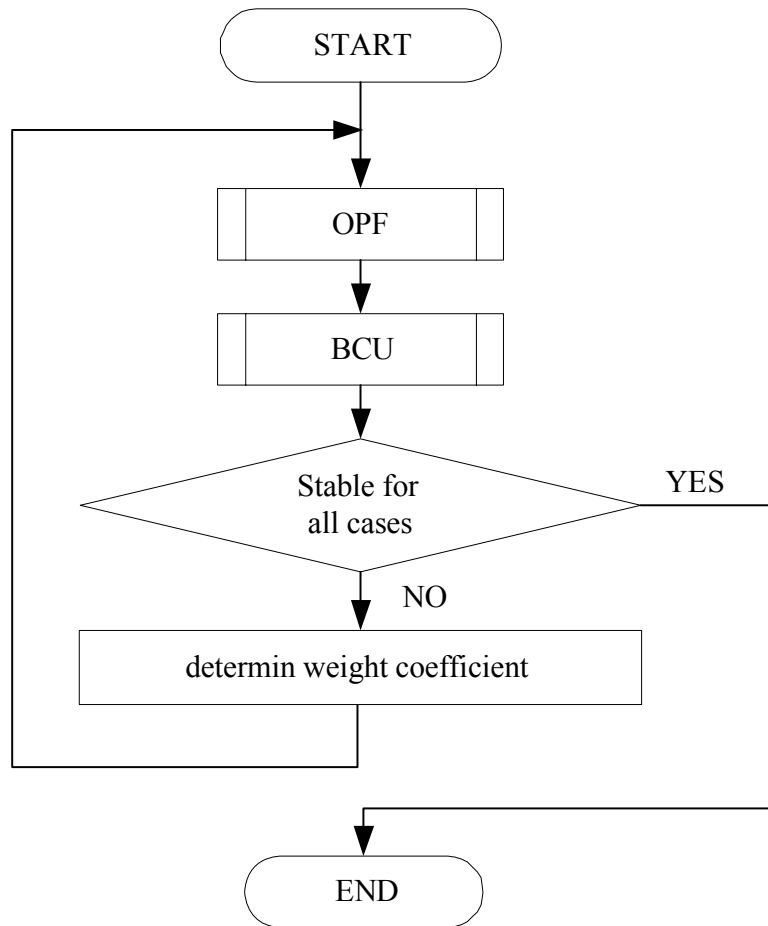 START
OPF
BCU
Stable for
all cases
YES
NO
determin weight coefficient
END